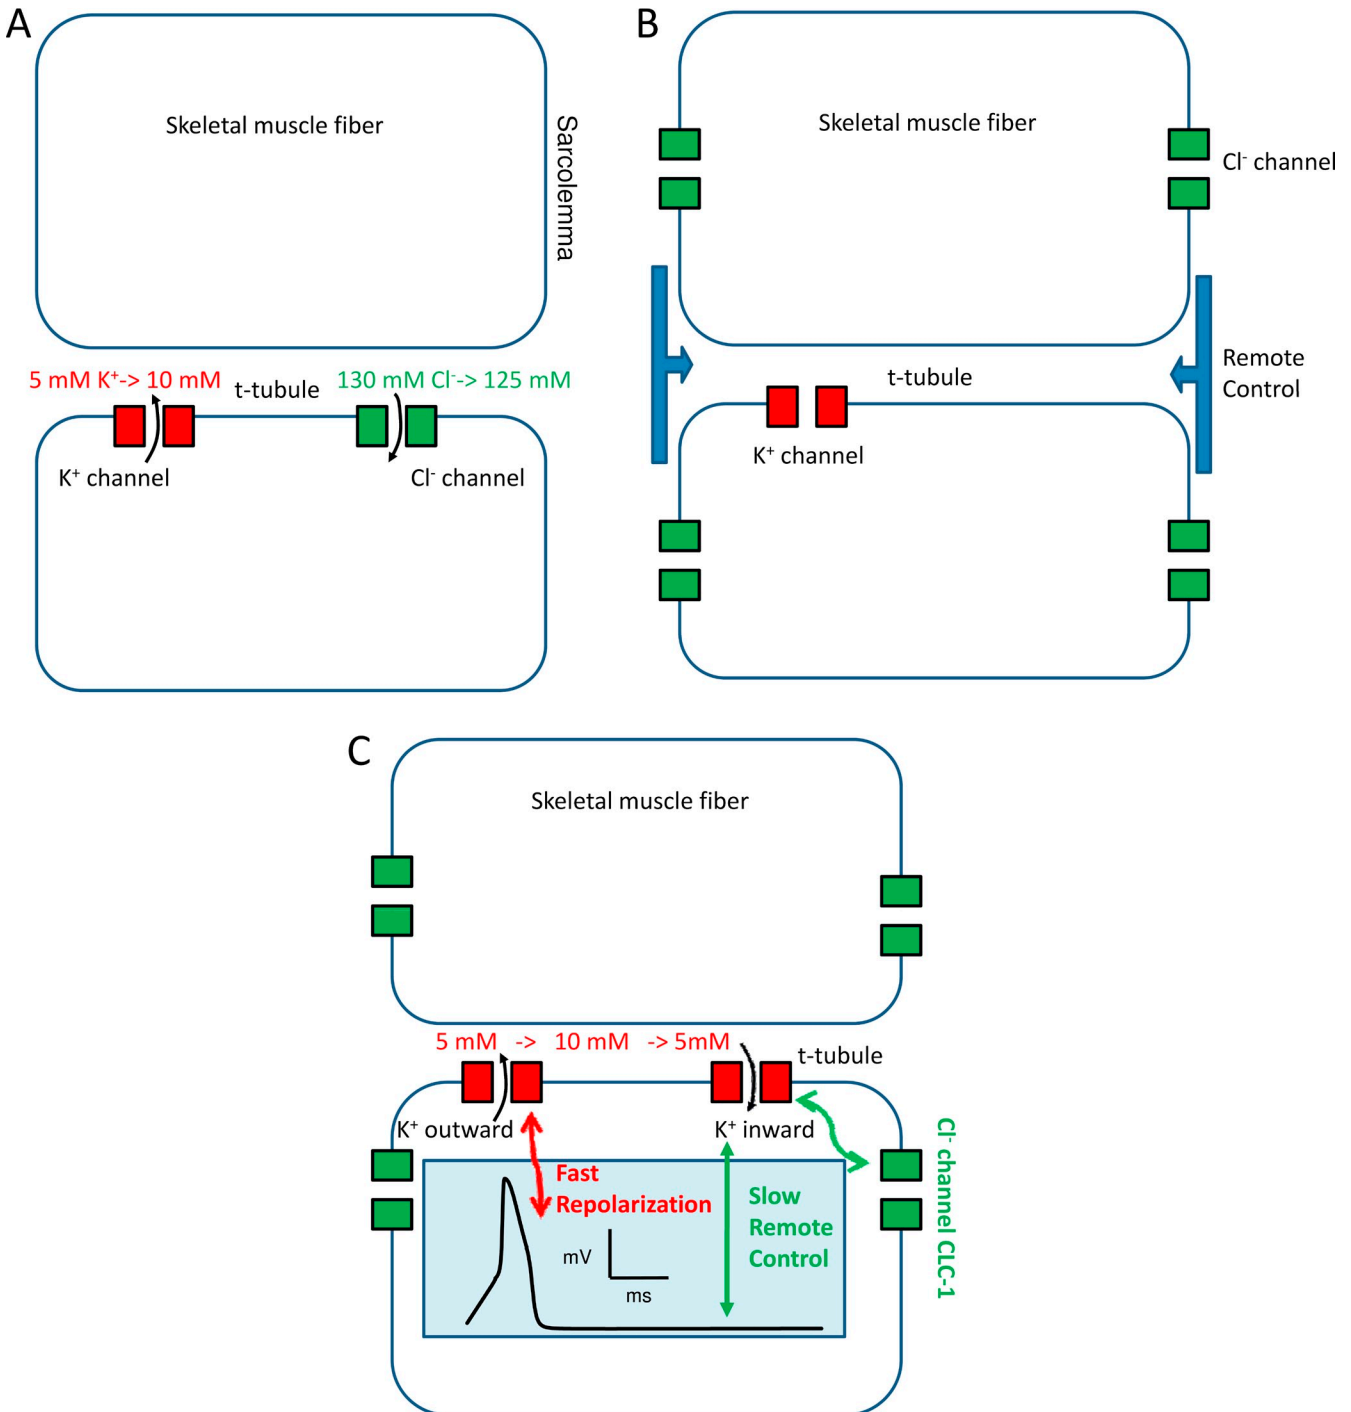 A
Skeletal muscle fiber
Sarcolemma
5 mM K⁺-> 10 mM
t-tubule
130 mM Cl⁻-> 125 mM
K⁺ channel
Cl⁻ channel
B
Skeletal muscle fiber
Cl⁻ channel
Remote
Control
t-tubule
K⁺ channel
C
Skeletal muscle fiber
5 mM -> 10 mM -> 5mM
t-tubule
K⁺ outward
K⁺ inward
Fast
Repolarization
Slow
Remote
Control
mV
ms
Cl⁻ channel CLC-1